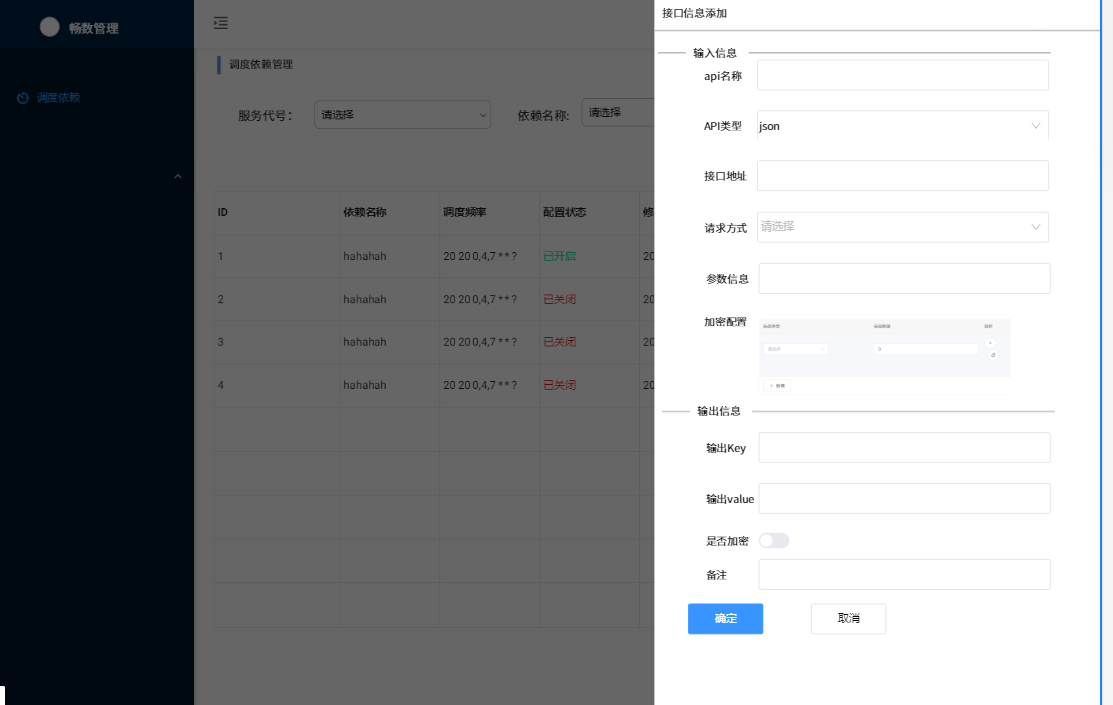 畅数管理
调度依赖
调度依赖管理
服务代号： 请选择 依赖名称: 请选择
ID 依赖名称 调度频率 配置状态 修
1 hahahah 20 20 0,4,7 * * ? 已开启 20
2 hahahah 20 20 0,4,7 * * ? 已关闭 20
3 hahahah 20 20 0,4,7 * * ? 已关闭 20
4 hahahah 20 20 0,4,7 * * ? 已关闭 20
接口信息添加
输入信息
api名称
API类型 json
接口地址
请求方式 请选择
参数信息
加密配置
请选择
输出信息
输出Key
输出value
是否加密
备注
确定 取消